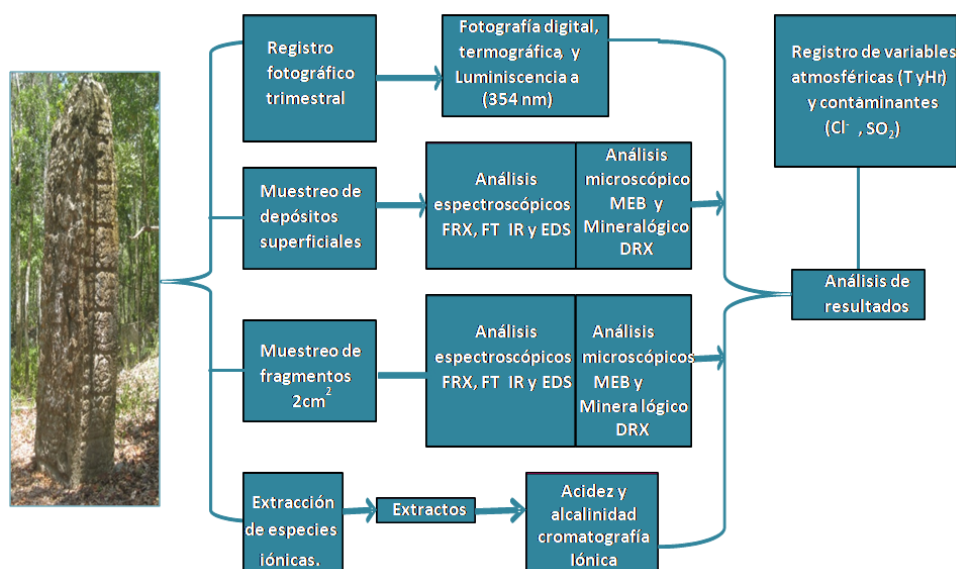 Registro
fotográfico
trimestral
Fotografía digital,
termográfica, y
Luminiscencia a
(354 nm)
Registro de variables
atmosféricas (T yHr)
y contáminantes
(Cl⁻ , SO₂)
Muestreo de
depósitos
superficiales
Análisis
espectroscópicos
FRX, FT IR y EDS
Análisis
microscópico
MEB y
Mineralógico
DRX
Análisis de
resultados
Muestreo de
fragmentos
2cm²
Análisis
espectroscópicos
FRX, FT IR y EDS
Análisis
microscópicos
MEB y
Minera lógico
DRX
Extracción
de especies
iónicas.
Extractos
Acidez y
alcalinidad
cromatografía
Iónica